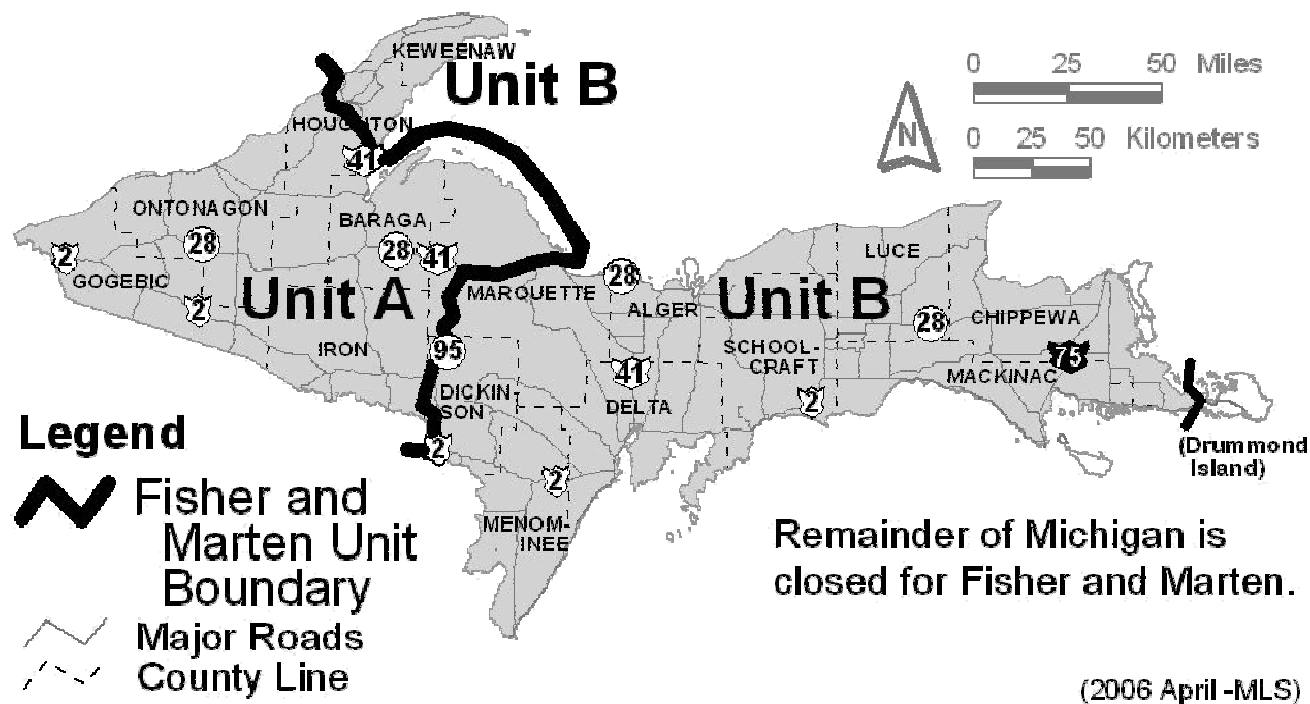 KEWEENAW
Unit B
HOUGHTON
41
0 25 50 Miles
N
0 25 50 Kilometers
ONTONAGON
BARAGA
28
28
41
2
GOGEBIC
2
Unit A
MARQUETTE
28
ALGER
Unit B
LUCE
28
CHIPPEWA
IRON
95
SCHOOL-
CRAFT
75
MACKINAC
41
DICKIN-
SON
DELTA
2
2
(Drummond
Island)
2
MENOM-
INEE
Legend
Fisher and
Marten Unit
Boundary
Major Roads
County Line
Remainder of Michigan is
closed for Fisher and Marten.
(2006 April -MLS)